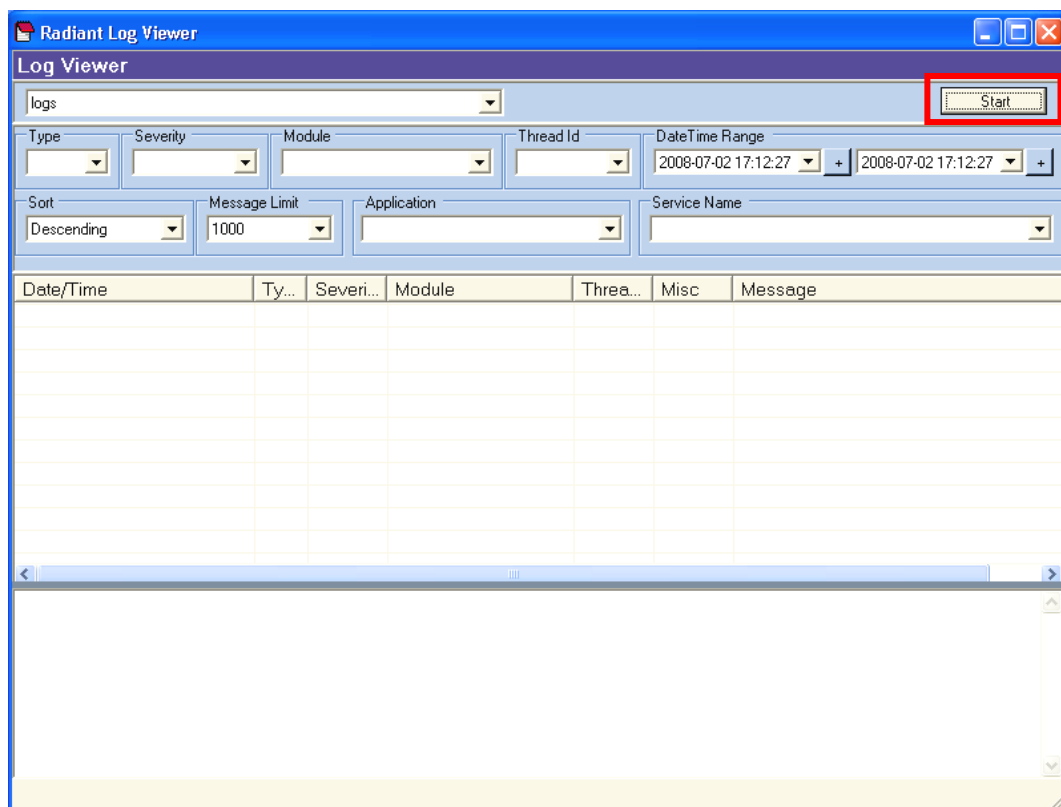 Radiant Log Viewer
Log Viewer
logs Start
Type Severity Module Thread Id DateTime Range
2008-07-02 17:12:27 + 2008-07-02 17:12:27 +
Sort Message Limit Application Service Name
Descending 1000
Date/Time Ty... Severi... Module Threa... Misc Message